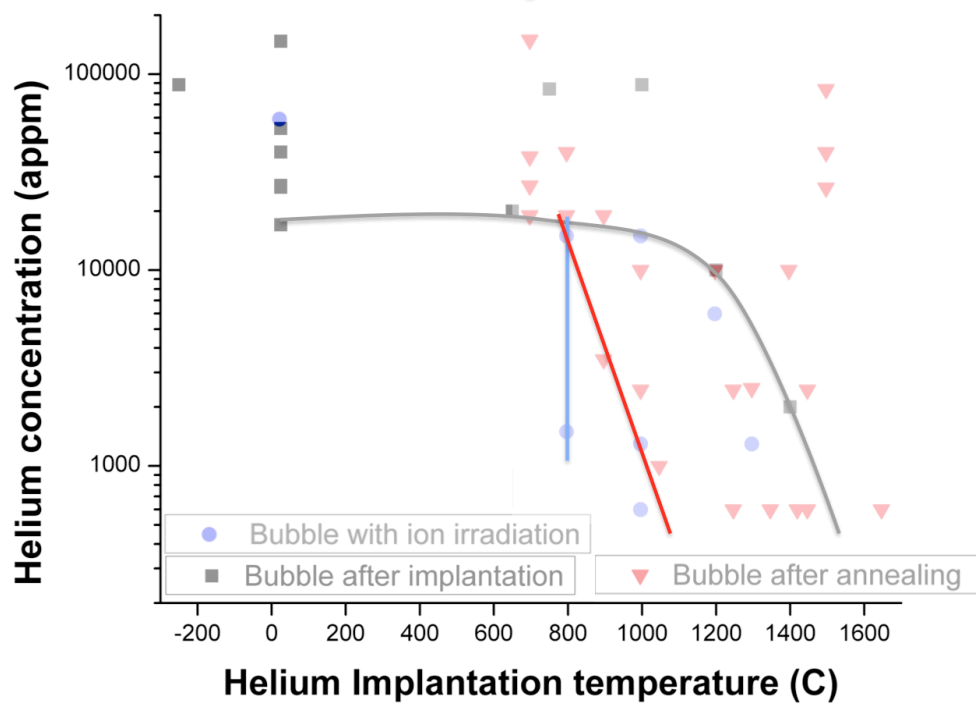 Helium concentration (appm)
100000
10000
1000
Bubble with ion irradiation
Bubble after implantation
Bubble after annealing
-200 0 200 400 600 800 1000 1200 1400 1600
Helium Implantation temperature (C)